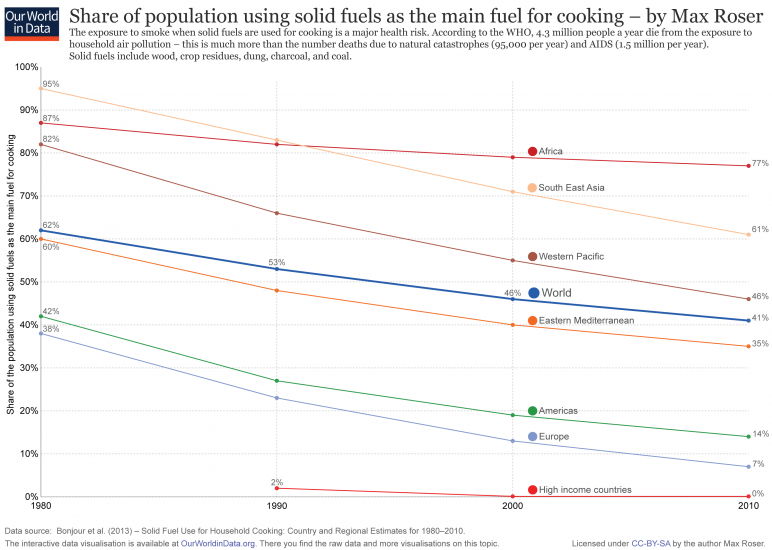 Our World
in Data
Share of population using solid fuels as the main fuel for cooking – by Max Roser
The exposure to smoke when solid fuels are used for cooking is a major health risk. According to the WHO, 4.3 million people a year die from the exposure to
household air pollution – this is much more than the number deaths due to natural catastrophes (95,000 per year) and AIDS (1.5 million per year).
Solid fuels include wood, crop residues, dung, charcoal, and coal.
Share of the population using solid fuels as the main fuel for cooking
100%
90%
80%
70%
60%
50%
40%
30%
20%
10%
0%
95%
87%
82%
62%
60%
42%
38%
53%
2%
46%
Africa
South East Asia
Western Pacific
World
Eastern Mediterranean
Americas
Europe
High income countries
77%
61%
46%
41%
35%
14%
7%
0%
1980
1990
2000
2010
Data source: Bonjour et al. (2013) – Solid Fuel Use for Household Cooking: Country and Regional Estimates for 1980–2010.
The interactive data visualisation is available at OurWorldinData.org. There you find the raw data and more visualisations on this topic.
Licensed under CC-BY-SA by the author Max Roser.